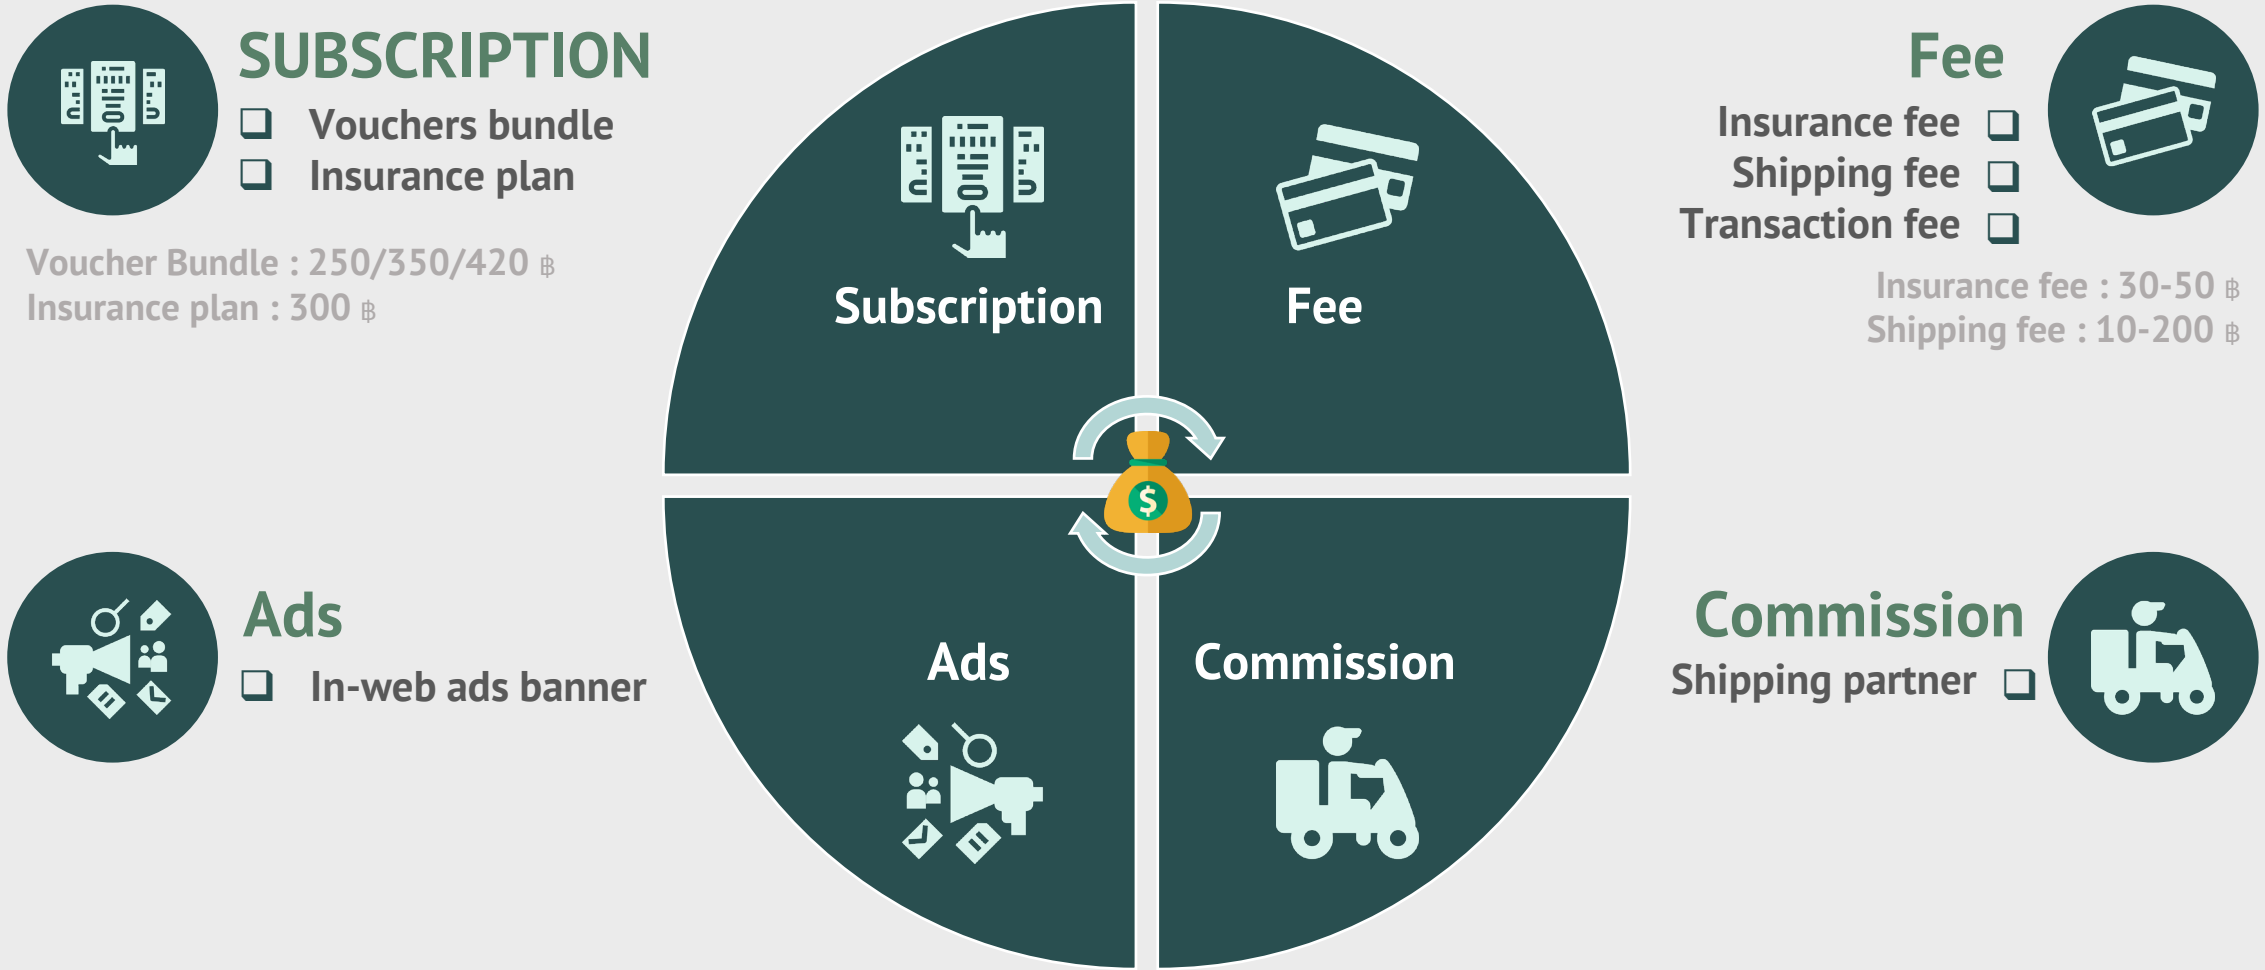 SUBSCRIPTION
❑ Vouchers bundle
❑ Insurance plan
Voucher Bundle : 250/350/420 ฿
Insurance plan : 300 ฿
Subscription
Fee
Fee
Insurance fee ❑
Shipping fee ❑
Transaction fee ❑
Insurance fee : 30-50 ฿
Shipping fee : 10-200 ฿
$
Ads
❑ In-web ads banner
Ads
Commission
Commission
Shipping partner ❑